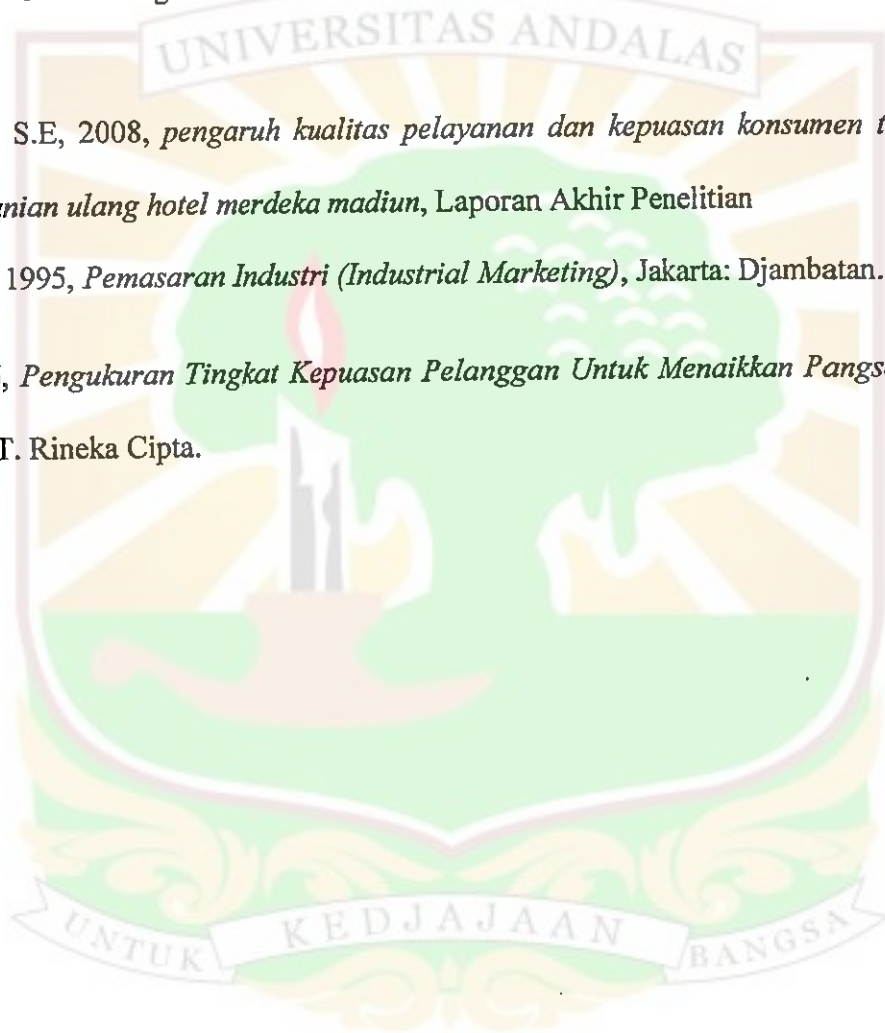 UNIVERSITAS ANDALAS
S.E, 2008, pengaruh kualitas pelayanan dan kepuasan konsumen t
nian ulang hotel merdeka madiun, Laporan Akhir Penelitian
1995, Pemasaran Industri (Industrial Marketing), Jakarta: Djambatan.
, Pengukuran Tingkat Kepuasan Pelanggan Untuk Menaikkan Pangs
T. Rineka Cipta.
UNTUK KEDJAJAAN BANGSA